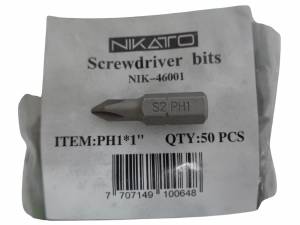 NIKATO
Screwdriver bits
NIK-46001
S2 PH1
ITEM:PH1*1" QTY:50 PCS
7 707149 100648